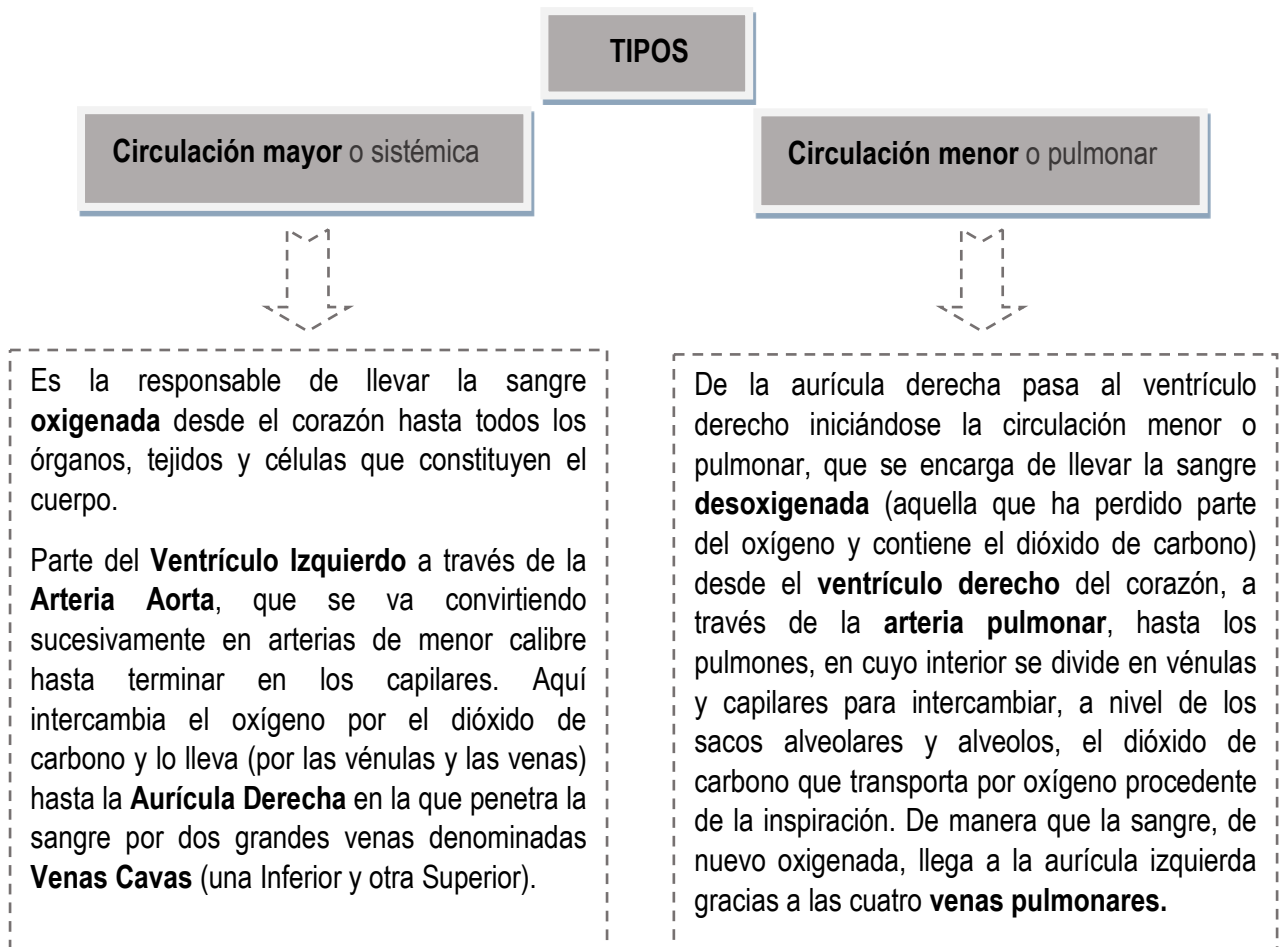 TIPOS
Circulación mayor o sistémica
Circulación menor o pulmonar
Es la responsable de llevar la sangre
oxigenada desde el corazón hasta todos los
órganos, tejidos y células que constituyen el
cuerpo.
Parte del Ventrículo Izquierdo a través de la
Arteria Aorta, que se va convirtiendo
sucesivamente en arterias de menor calibre
hasta terminar en los capilares. Aquí
intercambia el oxígeno por el dióxido de
carbono y lo lleva (por las vénulas y las venas)
hasta la Aurícula Derecha en la que penetra la
sangre por dos grandes venas denominadas
Venas Cavas (una Inferior y otra Superior).
De la aurícula derecha pasa al ventrículo
derecho iniciándose la circulación menor o
pulmonar, que se encarga de llevar la sangre
desoxigenada (aquella que ha perdido parte
del oxígeno y contiene el dióxido de carbono)
desde el ventrículo derecho del corazón, a
través de la arteria pulmonar, hasta los
pulmones, en cuyo interior se divide en vénulas
y capilares para intercambiar, a nivel de los
sacos alveolares y alveolos, el dióxido de
carbono que transporta por oxígeno procedente
de la inspiración. De manera que la sangre, de
nuevo oxigenada, llega a la aurícula izquierda
gracias a las cuatro venas pulmonares.